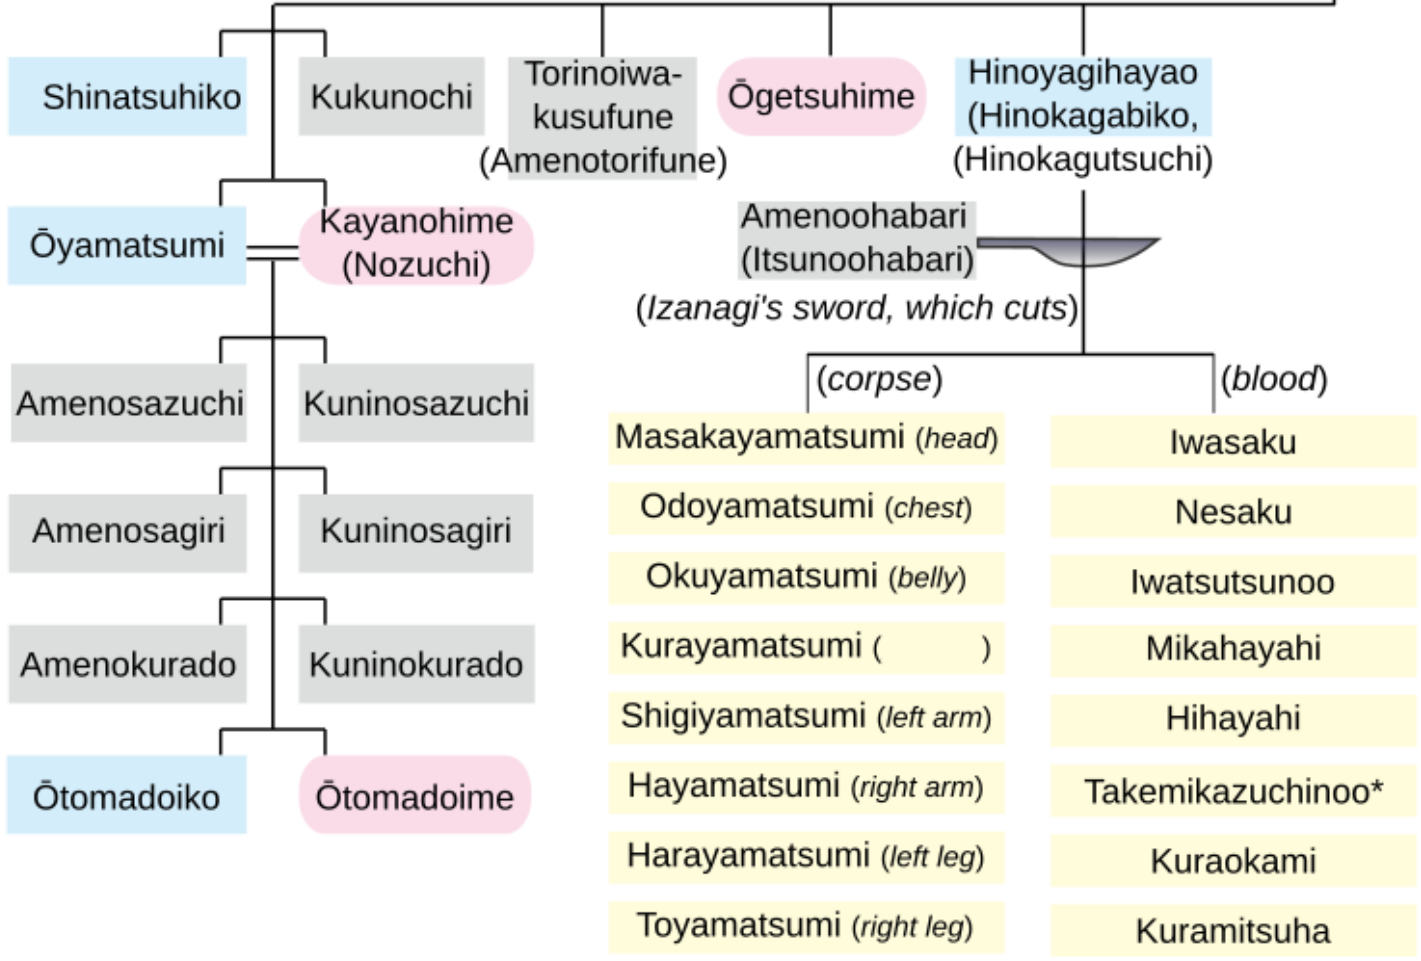 Shinatsuhiko
Kukunochi
Torinoiwa-
kusufune
(Amenotorifune)
Ōgetsuhime
Hinoyagihayao
(Hinokagabiko,
(Hinokagutsuchi)
Ōyamatsumi
Kayanohime
(Nozuchi)
Amenoohabari
(Itsunoohabari)
(Izanagi's sword, which cuts)
Amenosazuchi
Kuninosazuchi
Amenosagiri
Kuninosagiri
Amenokurado
Kuninokurado
Ōtomadoiko
Ōtomadoime
(corpse)
Masakayamatsumi (head)
Odoyamatsumi (chest)
Okuyamatsumi (belly)
Kurayamatsumi ( )
Shigiyamatsumi (left arm)
Hayamatsumi (right arm)
Harayamatsumi (left leg)
Toyamatsumi (right leg)
(blood)
Iwasaku
Nesaku
Iwatsutsunoo
Mikahayahi
Hihayahi
Takemikazuchinoo*
Kuraokami
Kuramitsuha